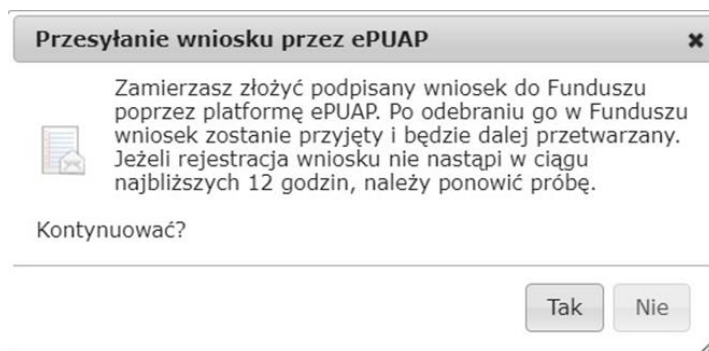 Przesyłanie wniosku przez ePUAP
Zamierzasz złożyć podpisany wniosek do Funduszu
poprzez platformę ePUAP. Po odebraniu go w Funduszu
wniosek zostanie przyjęty i będzie dalej przetwarzany.
Jeżeli rejestracja wniosku nie nastąpi w ciągu
najbliższych 12 godzin, należy ponowić próbę.
Kontynuować?
Tak Nie